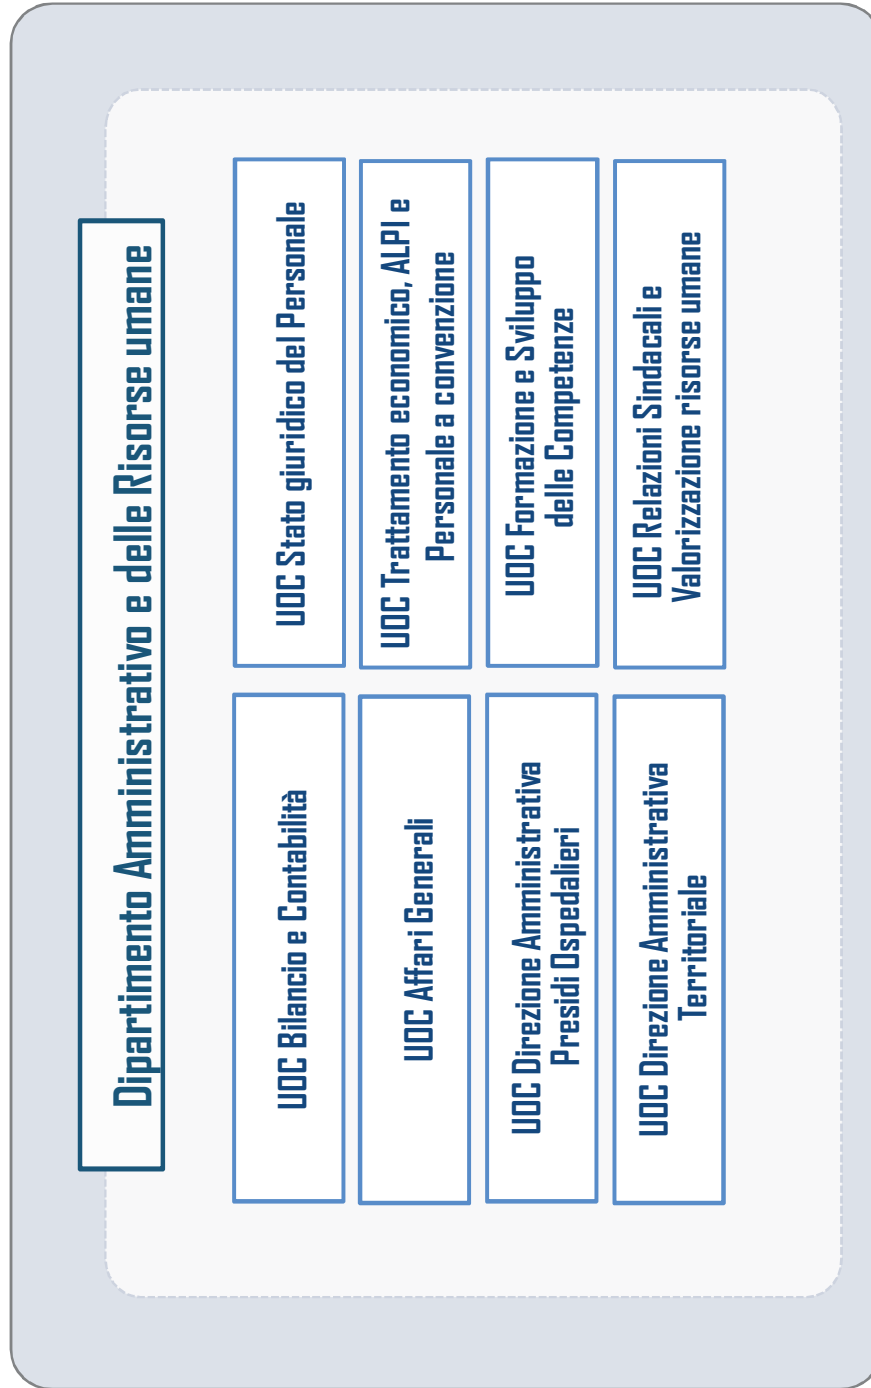 Dipartimento Amministrativo e delle Risorse umane
UOC Bilancio e Contabilità
UOC Stato giuridico del Personale
UOC Affari Generali
UOC Trattamento economico, ALPI e
Personale a convenzione
UOC Direzione Amministrativa
Presidi Ospedalieri
UOC Formazione e Sviluppo
delle Competenze
UOC Direzione Amministrativa
Territoriale
UOC Relazioni Sindacali e
Valorizzazione risorse umane